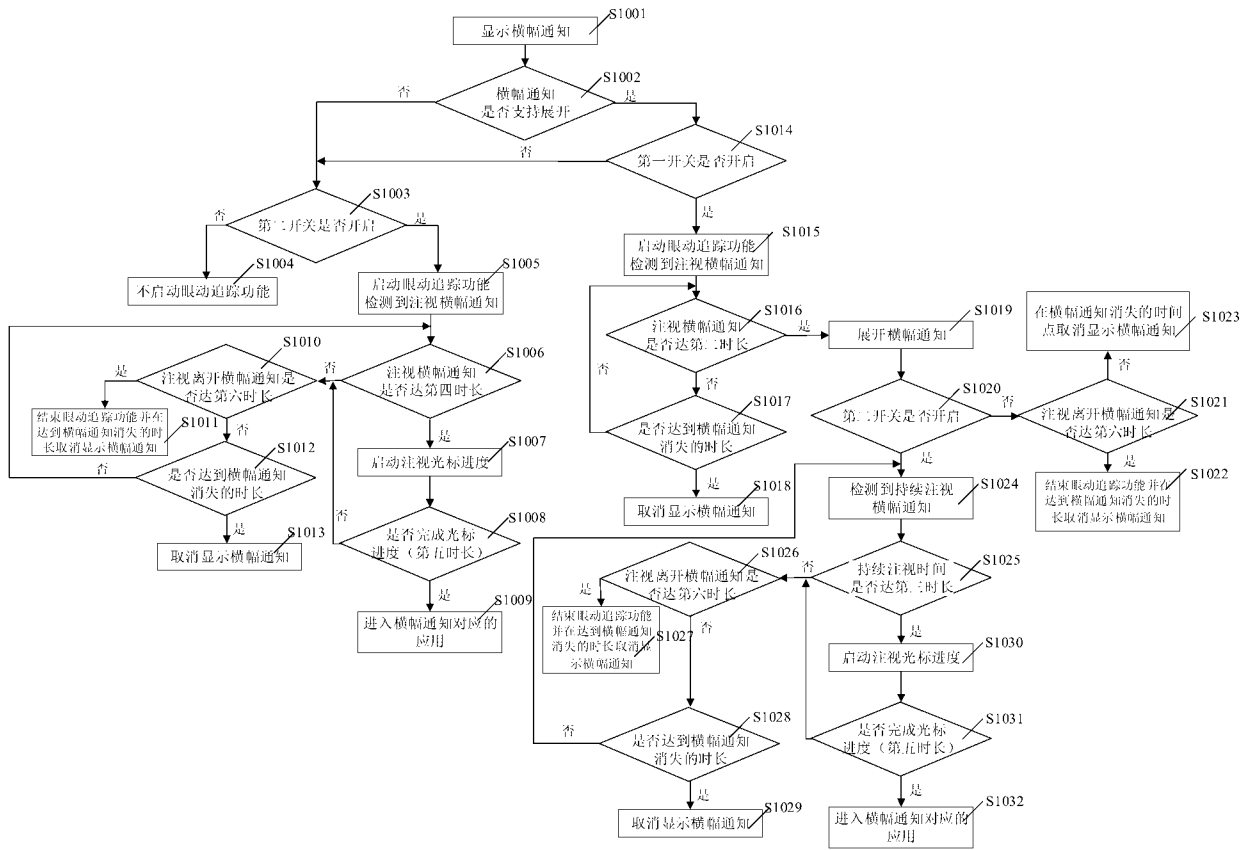 S1001
显示横幅通知
S1002
横幅通知
是否支持展开
否
是
S1014
第一开关是否开启
否
是
S1003
第二开关是否开启
否
是
S1004
不启动眼动追踪功能
S1005
启动眼动追踪功能
检测到注视横幅通知
S1015
启动眼动追踪功能
检测到注视横幅通知
S1006
注视横幅通知
是否达第四时长
否
是
S1010
注视离开横幅通知是
否达第六时长
是
否
S1011
结束眼动追踪功能并在
达到横幅通知消失的时
长取消显示横幅通知
S1012
是否达到横幅通知
消失的时长
否
是
S1013
取消显示横幅通知
S1007
启动注视光标进度
S1008
是否完成光标
进度（第五时长）
否
是
S1009
进入横幅通知对应的
应用
S1016
注视横幅通知
是否达第二时长
是
否
S1017
是否达到横幅通知
消失的时长
否
是
S1018
取消显示横幅通知
S1019
展开横幅通知
S1020
第二开关是否开启
否
是
S1021
注视离开横幅通知是
否达第六时长
否
是
S1023
在横幅通知消失的时间
点取消显示横幅通知
S1022
结束眼动追踪功能并在
达到横幅通知消失的时
长取消显示横幅通知
S1024
检测到持续注视
横幅通知
S1025
持续注视时间
是否达第三时长
否
是
S1026
注视离开横幅通知是
否达第六时长
是
否
S1027
结束眼动追踪功能
并在达到横幅通知
消失的时长取消显
示横幅通知
S1028
是否达到横幅通知
消失的时长
否
是
S1029
取消显示横幅通知
S1030
启动注视光标进度
S1031
是否完成光标
进度（第五时长）
是
S1032
进入横幅通知对应的
应用